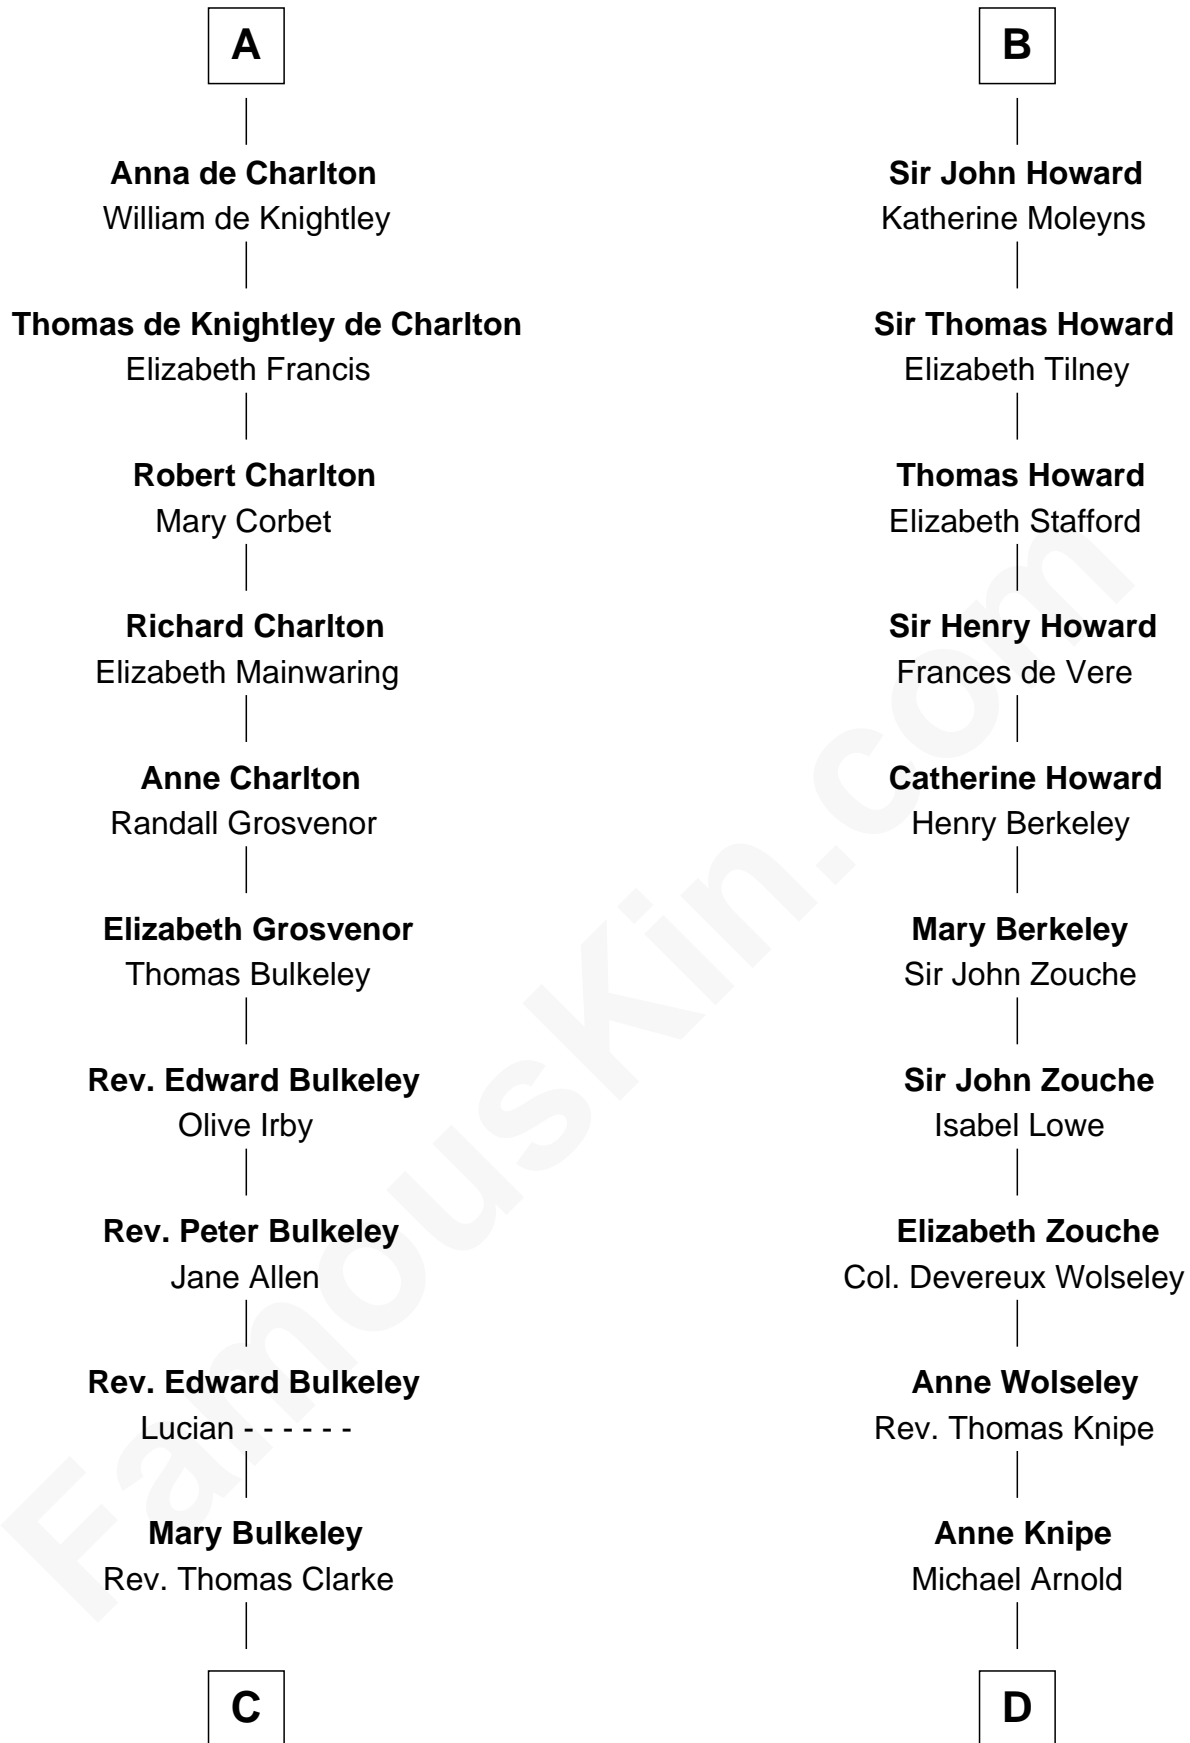 A
Anna de Charlton
William de Knightley
Thomas de Knightley de Charlton
Elizabeth Francis
Robert Charlton
Mary Corbet
Richard Charlton
Elizabeth Mainwaring
Anne Charlton
Randall Grosvenor
Elizabeth Grosvenor
Thomas Bulkeley
Rev. Edward Bulkeley
Olive Irby
Rev. Peter Bulkeley
Jane Allen
Rev. Edward Bulkeley
Lucian - - - - - -
Mary Bulkeley
Rev. Thomas Clarke
C
B
Sir John Howard
Katherine Moleyns
Sir Thomas Howard
Elizabeth Tilney
Thomas Howard
Elizabeth Stafford
Sir Henry Howard
Frances de Vere
Catherine Howard
Henry Berkeley
Mary Berkeley
Sir John Zouche
Sir John Zouche
Isabel Lowe
Elizabeth Zouche
Col. Devereux Wolseley
Anne Wolseley
Rev. Thomas Knipe
Anne Knipe
Michael Arnold
D
FamousKin.com